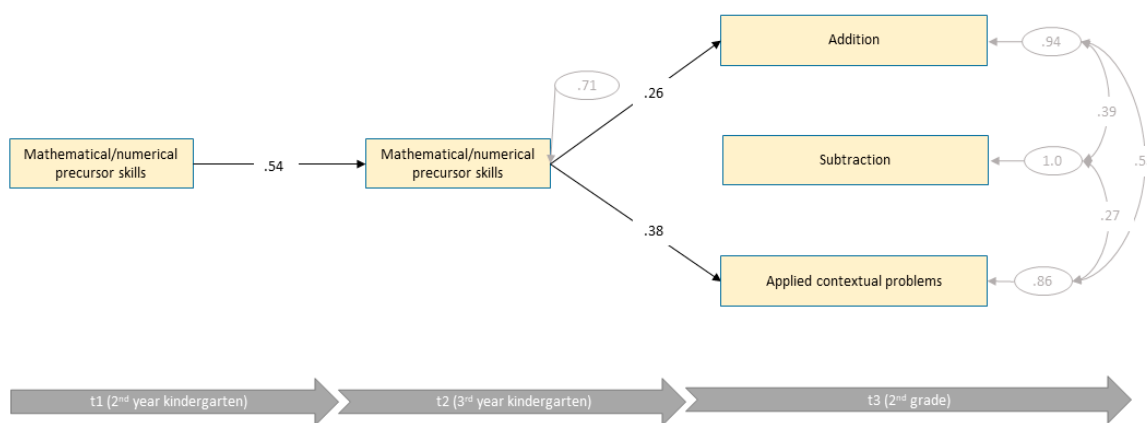 Addition
.94
.71
.26
.39
Mathematical/numerical
precursor skills
.54
Mathematical/numerical
precursor skills
Subtraction
1.0
.5
.27
.38
Applied contextual problems
.86
t1 (2nd year kindergarten)
t2 (3rd year kindergarten)
t3 (2nd grade)